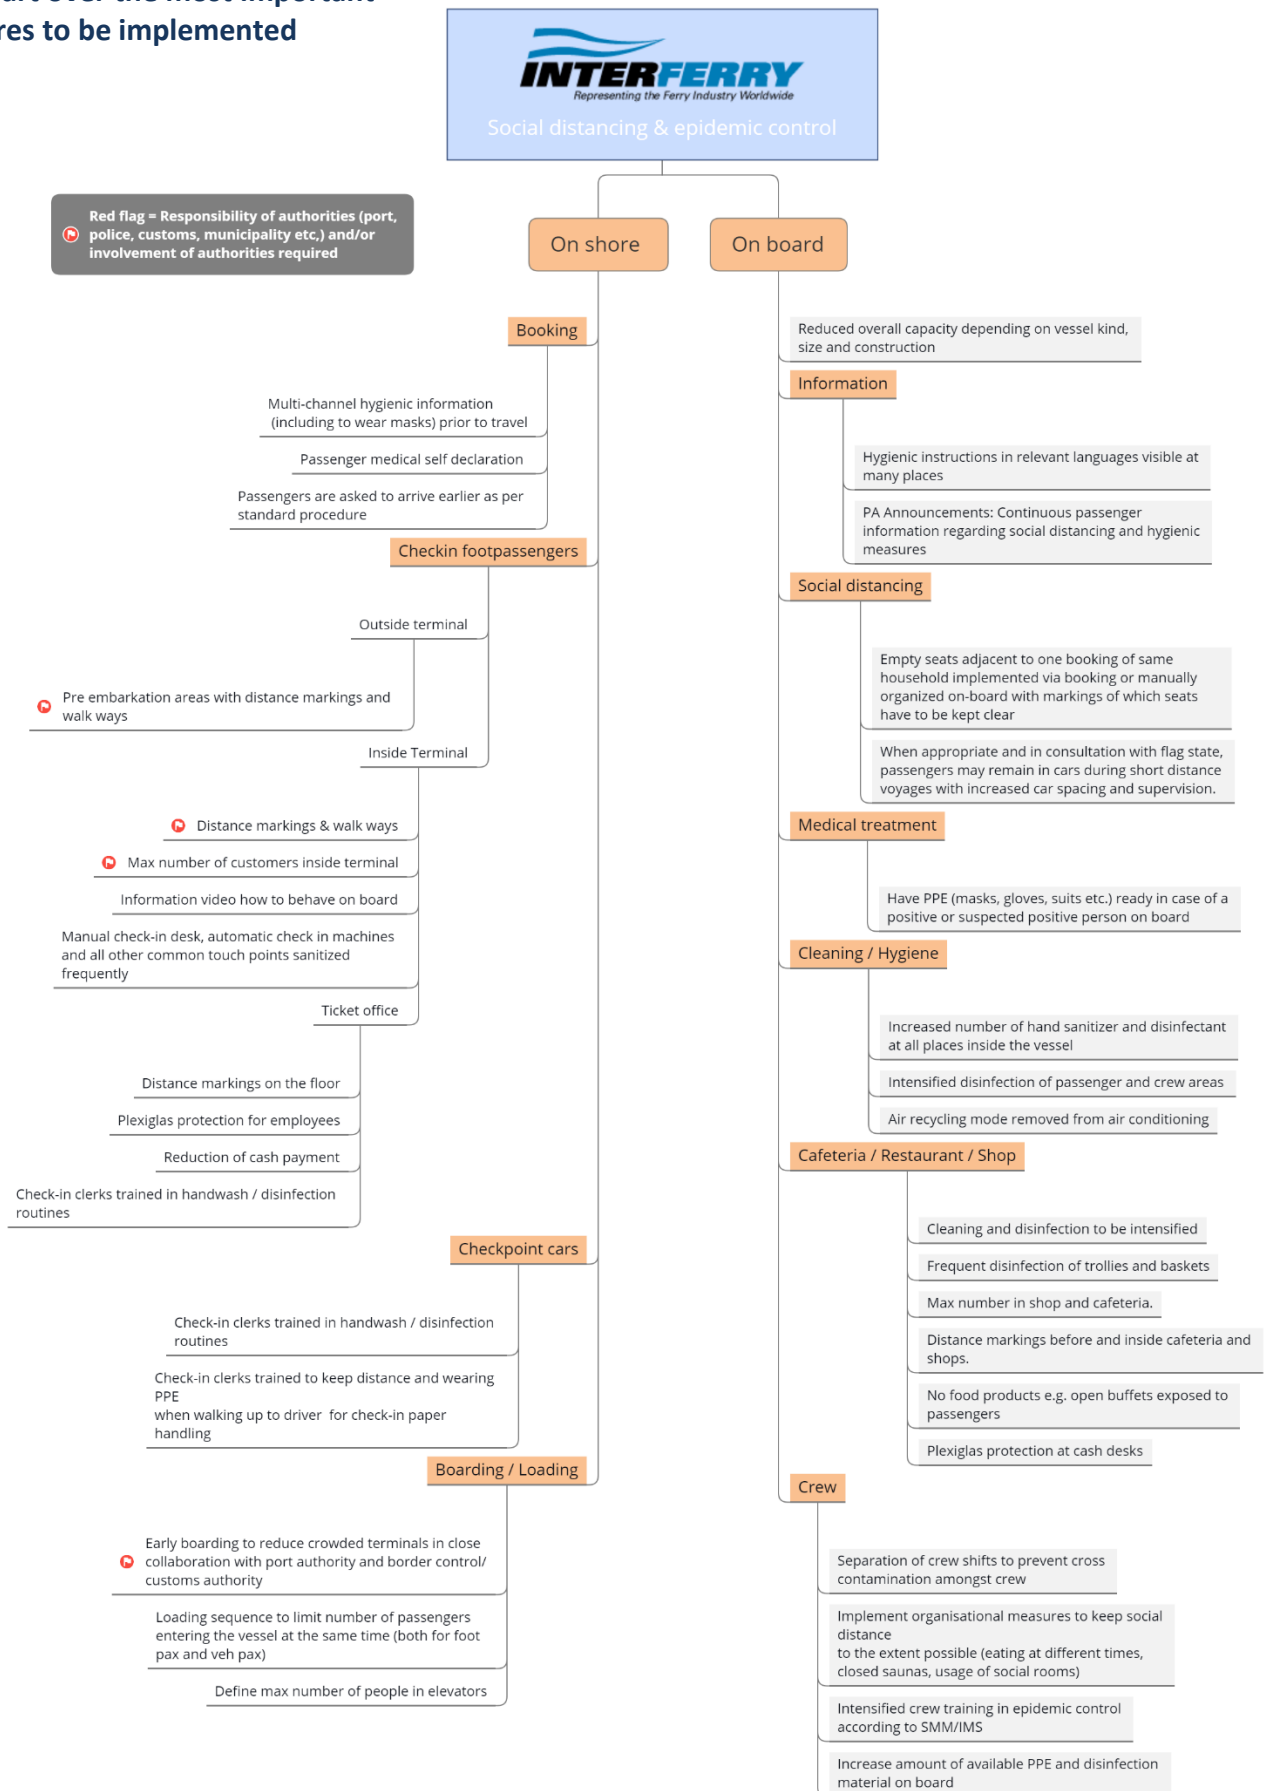 over the most important
res to be implemented
INTERFERRY
Representing the Ferry Industry Worldwide
Social distancing & epidemic control
Red flag = Responsibility of authorities (port,
police, customs, municipality etc,) and/or
involvement of authorities required
On shore
On board
Booking
Multi-channel hygienic information
(including to wear masks) prior to travel
Passenger medical self declaration
Passengers are asked to arrive earlier as per
standard procedure
Checkin footpassengers
Outside terminal
Pre embarkation areas with distance markings and
walk ways
Inside Terminal
Distance markings & walk ways
Max number of customers inside terminal
Information video how to behave on board
Manual check-in desk, automatic check in machines
and all other common touch points sanitized
frequently
Ticket office
Distance markings on the floor
Plexiglas protection for employees
Reduction of cash payment
Check-in clerks trained in handwash / disinfection
routines
Checkpoint cars
Check-in clerks trained in handwash / disinfection
routines
Check-in clerks trained to keep distance and wearing
PPE
when walking up to driver for check-in paper
handling
Boarding / Loading
Early boarding to reduce crowded terminals in close
collaboration with port authority and border control/
customs authority
Loading sequence to limit number of passengers
entering the vessel at the same time (both for foot
pax and veh pax)
Define max number of people in elevators
Reduced overall capacity depending on vessel kind,
size and construction
Information
Hygienic instructions in relevant languages visible at
many places
PA Announcements: Continuous passenger
information regarding social distancing and hygienic
measures
Social distancing
Empty seats adjacent to one booking of same
household implemented via booking or manually
organized on-board with markings of which seats
have to be kept clear
When appropriate and in consultation with flag state,
passengers may remain in cars during short distance
voyages with increased car spacing and supervision.
Medical treatment
Have PPE (masks, gloves, suits etc.) ready in case of a
positive or suspected positive person on board
Cleaning / Hygiene
Increased number of hand sanitizer and disinfectant
at all places inside the vessel
Intensified disinfection of passenger and crew areas
Air recycling mode removed from air conditioning
Cafeteria / Restaurant / Shop
Cleaning and disinfection to be intensified
Frequent disinfection of trollies and baskets
Max number in shop and cafeteria.
Distance markings before and inside cafeteria and
shops.
No food products e.g. open buffets exposed to
passengers
Plexiglas protection at cash desks
Crew
Separation of crew shifts to prevent cross
contamination amongst crew
Implement organisational measures to keep social
distance
to the extent possible (eating at different times,
closed saunas, usage of social rooms)
Intensified crew training in epidemic control
according to SMM/IMS
Increase amount of available PPE and disinfection
material on board